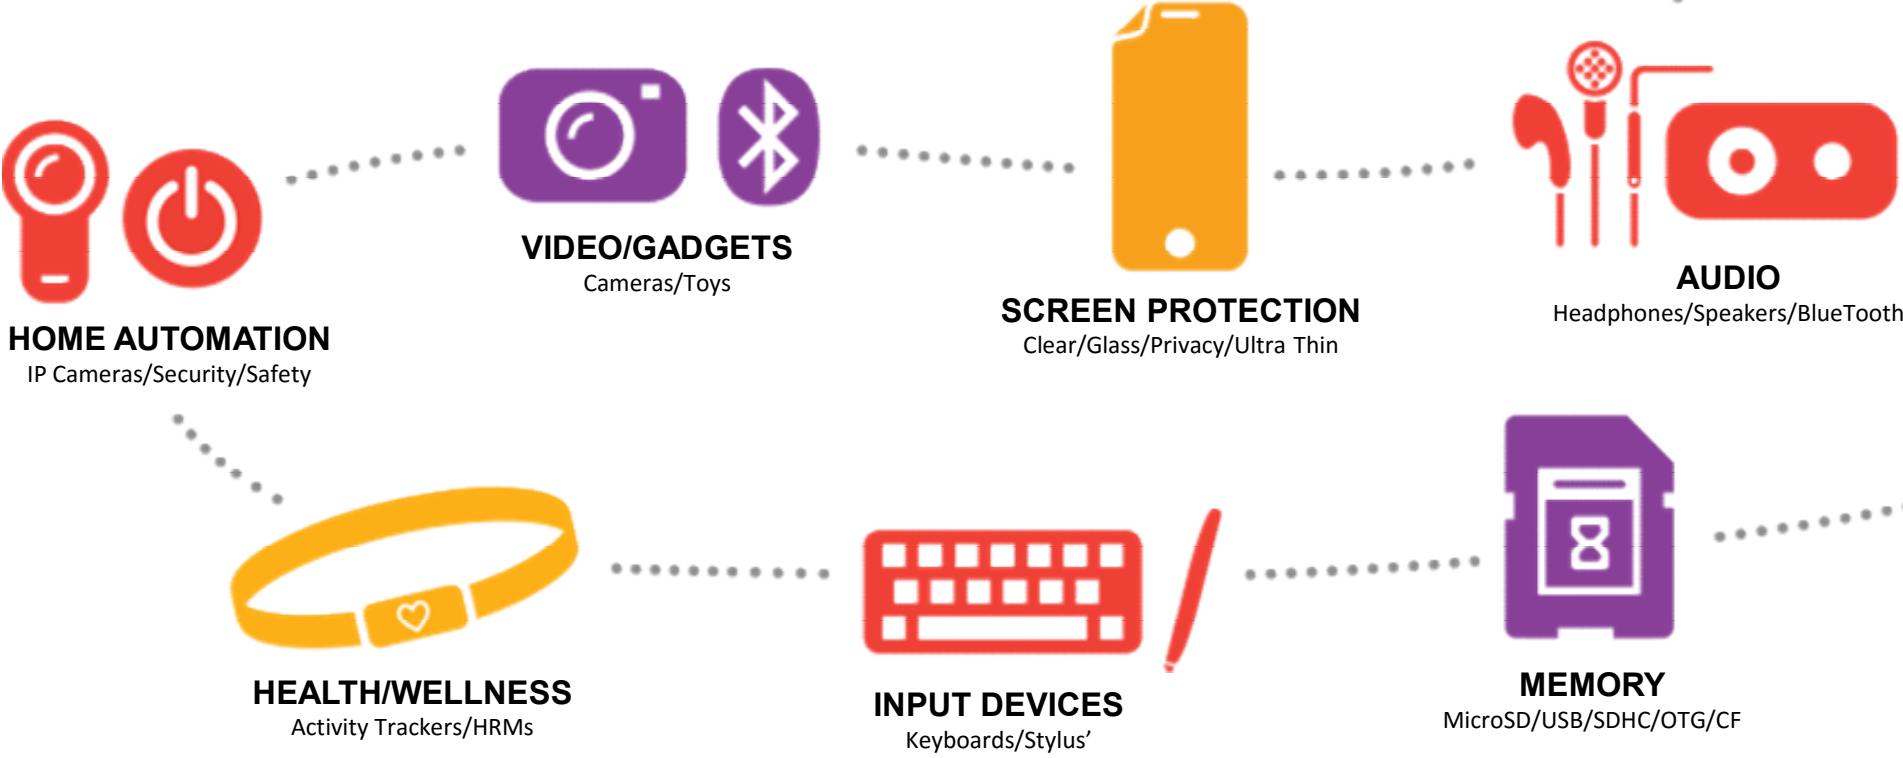 VIDEO/GADGETS
Cameras/Toys
SCREEN PROTECTION
Clear/Glass/Privacy/Ultra Thin
AUDIO
Headphones/Speakers/BlueTooth
HOME AUTOMATION
IP Cameras/Security/Safety
HEALTH/WELLNESS
Activity Trackers/HRMs
INPUT DEVICES
Keyboards/Stylus’
MEMORY
MicroSD/USB/SDHC/OTG/CF